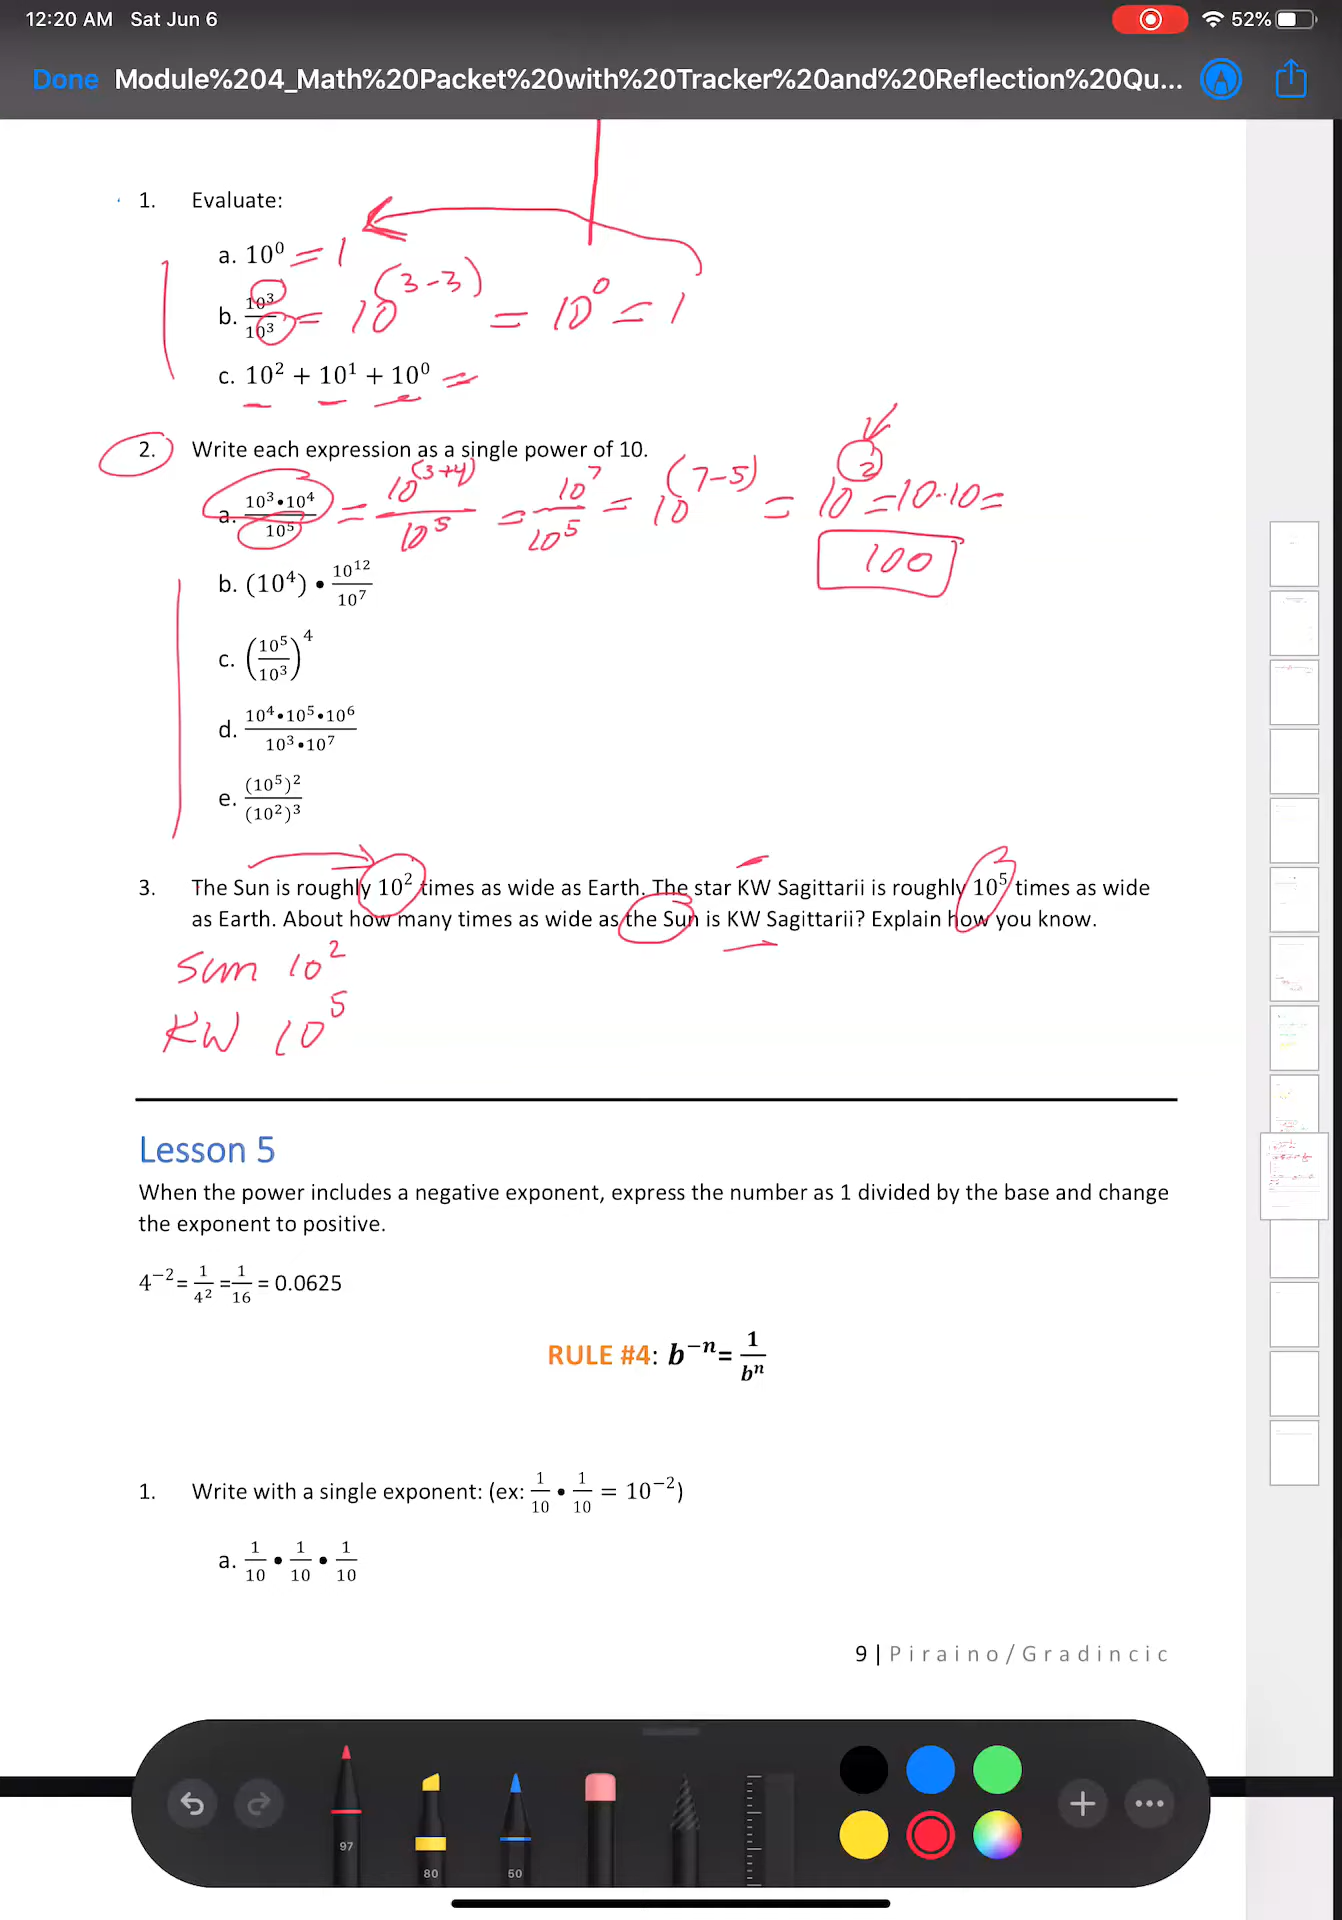 12:20 AM Sat Jun 6 52%
Done Module%204_Math%20Packet%20with%20Tracker%20and%20Reflection%20Qu...
1. Evaluate:
a. 10⁰ = 1
b. 10³/10³ = 10⁽³⁻³⁾ = 10⁰ = 1
c. 10² + 10¹ + 10⁰ =
2. Write each expression as a single power of 10.
a. 10³•10⁴/10⁵ = 10⁽³⁺⁴⁾/10⁵ = 10⁷/10⁵ = 10⁽⁷⁻⁵⁾ = 10² = 10·10 =
100
b. (10⁴) • 10¹²/10⁷
c. (10⁵/10³)⁴
d. 10⁴•10⁵•10⁶/10³•10⁷
e. (10⁵)²/(10²)³
3. The Sun is roughly 10² times as wide as Earth. The star KW Sagittarii is roughly 10⁵ times as wide
as Earth. About how many times as wide as the Sun is KW Sagittarii? Explain how you know.
Sun 10²
KW 10⁵
Lesson 5
When the power includes a negative exponent, express the number as 1 divided by the base and change
the exponent to positive.
4⁻²= 1/4² = 1/16 = 0.0625
RULE #4: b⁻ⁿ= 1/bⁿ
1. Write with a single exponent: (ex: 1/10 • 1/10 = 10⁻²)
a. 1/10 • 1/10 • 1/10
9 | Piraino/Gradincic
97
80
50